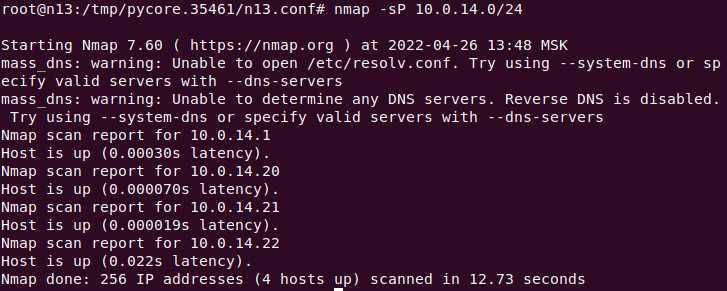 root@n13:/tmp/pycore.35461/n13.conf# nmap -sP 10.0.14.0/24
Starting Nmap 7.60 ( https://nmap.org ) at 2022-04-26 13:48 MSK
mass_dns: warning: Unable to open /etc/resolv.conf. Try using --system-dns or sp
ecify valid servers with --dns-servers
mass_dns: warning: Unable to determine any DNS servers. Reverse DNS is disabled.
 Try using --system-dns or specify valid servers with --dns-servers
Nmap scan report for 10.0.14.1
Host is up (0.00030s latency).
Nmap scan report for 10.0.14.20
Host is up (0.000070s latency).
Nmap scan report for 10.0.14.21
Host is up (0.000019s latency).
Nmap scan report for 10.0.14.22
Host is up (0.022s latency).
Nmap done: 256 IP addresses (4 hosts up) scanned in 12.73 seconds